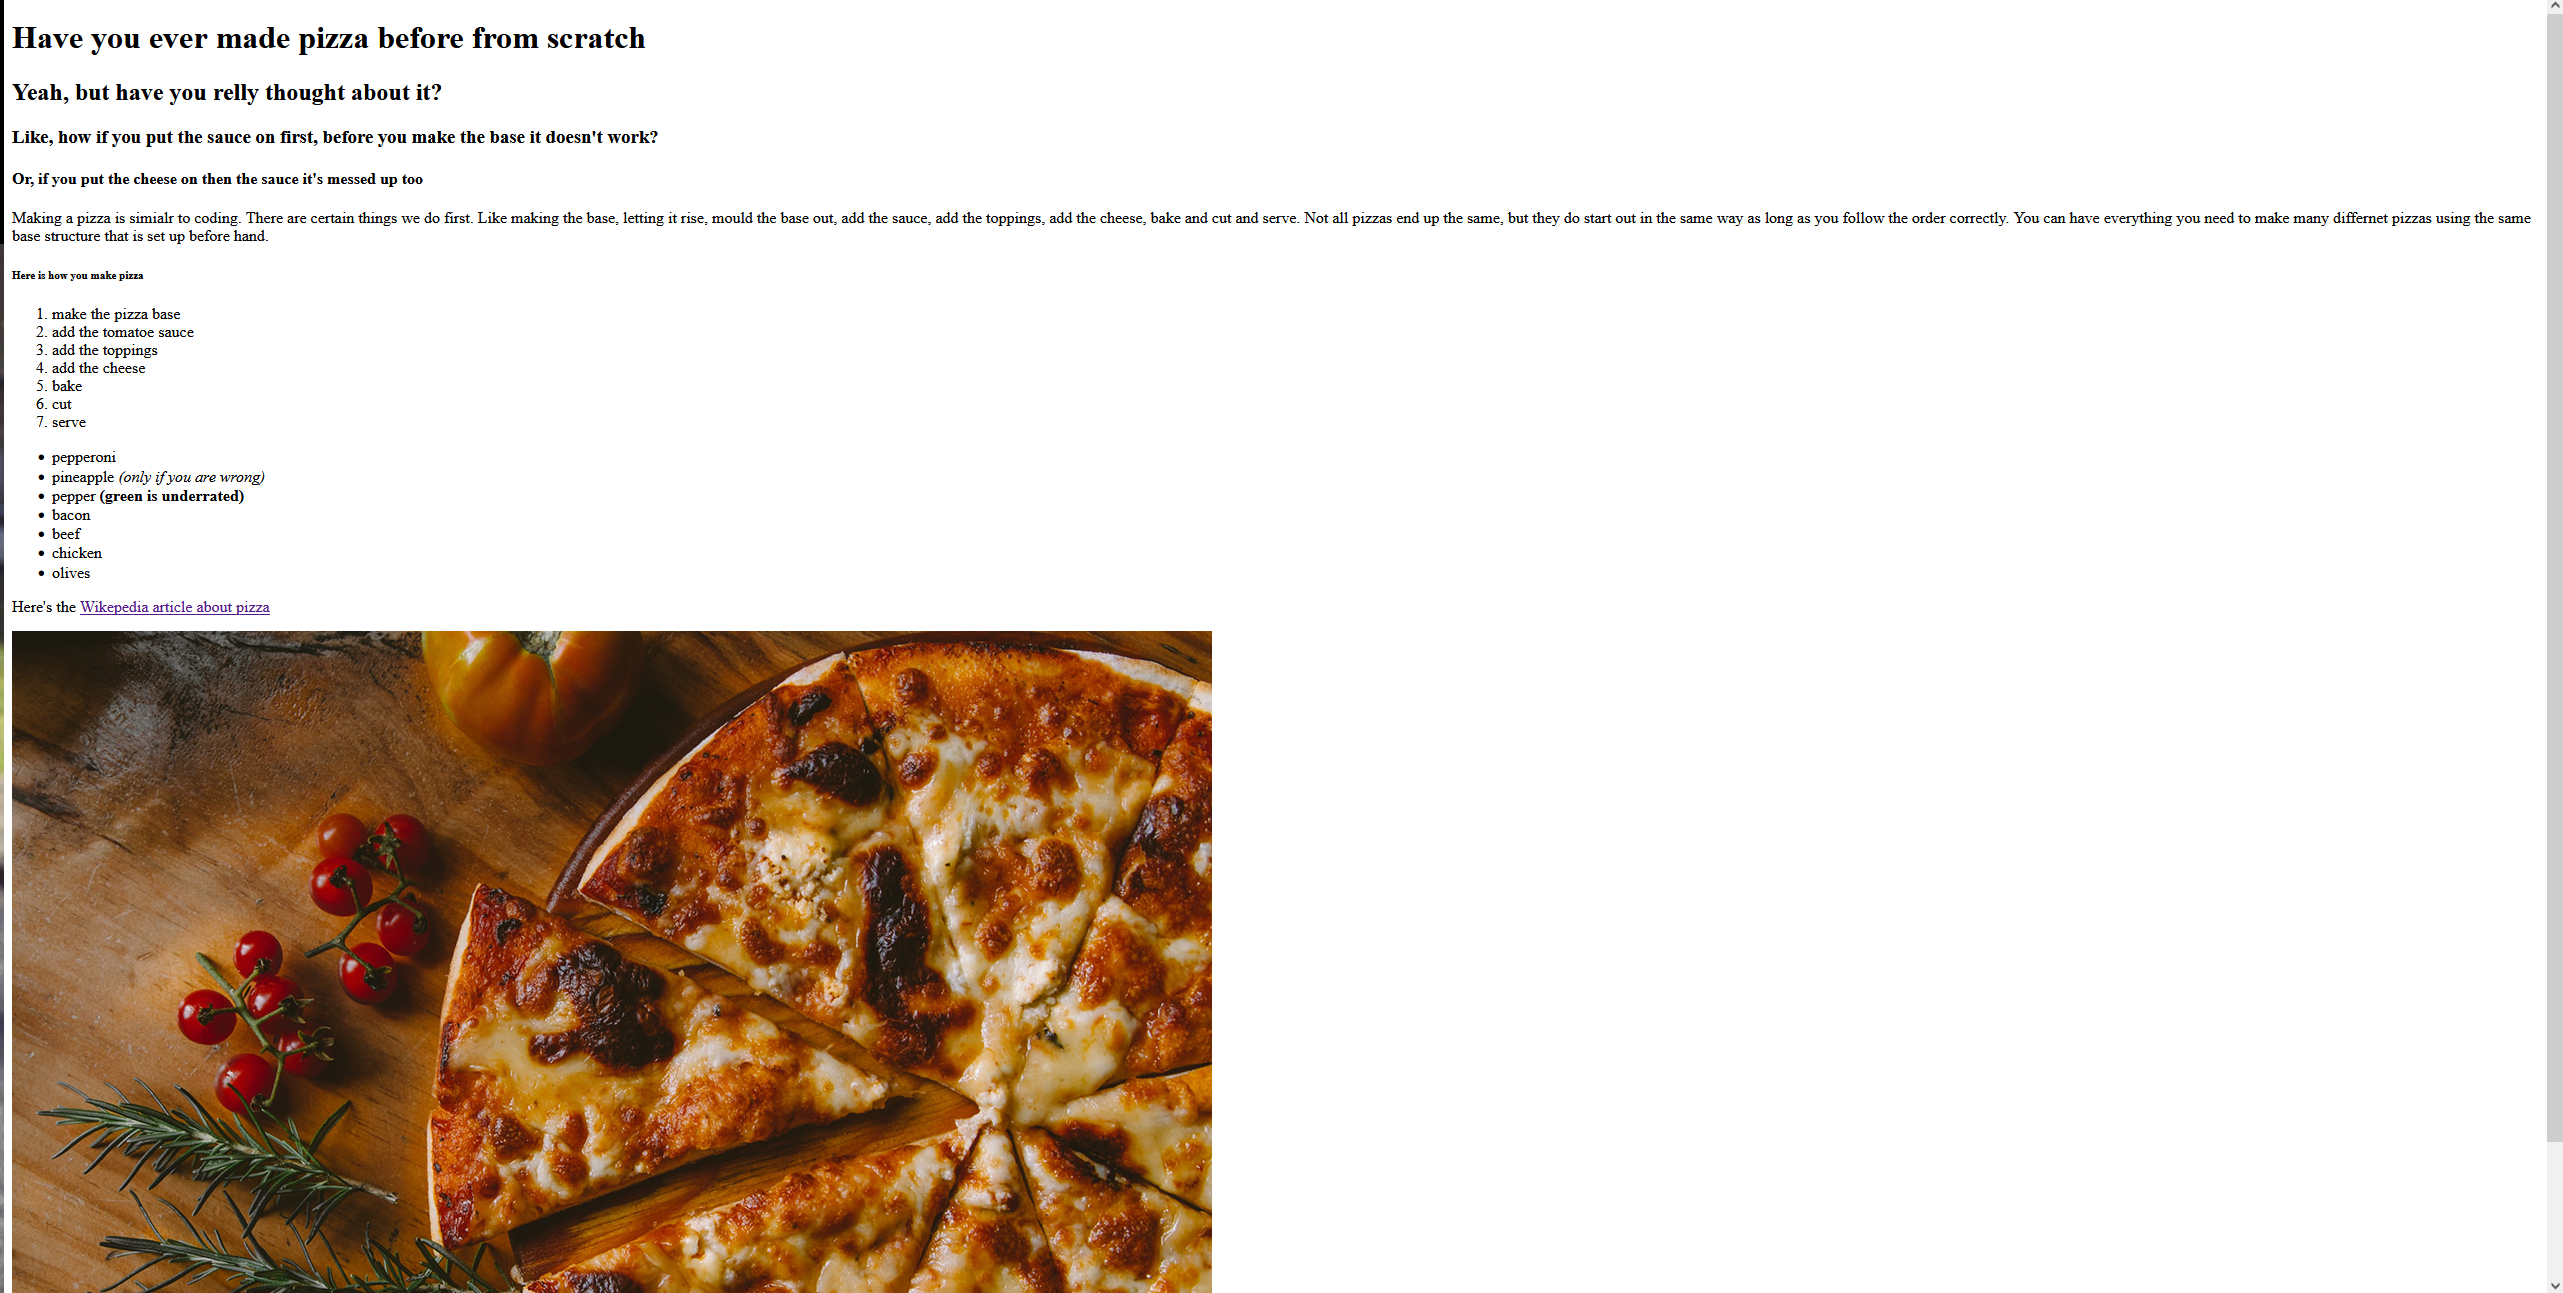 Have you ever made pizza before from scratch
Yeah, but have you relly thought about it?
Like, how if you put the sauce on first, before you make the base it doesn't work?
Or, if you put the cheese on then the sauce it's messed up too
Making a pizza is simialr to coding. There are certain things we do first. Like making the base, letting it rise, mould the base out, add the sauce, add the toppings, add the cheese, bake and cut and serve. Not all pizzas end up the same, but they do start out in the same way as long as you follow the order correctly. You can have everything you need to make many differnet pizzas using the same
base structure that is set up before hand.
Here is how you make pizza
1. make the pizza base
2. add the tomatoe sauce
3. add the toppings
4. add the cheese
5. bake
6. cut
7. serve
• pepperoni
• pineapple (only if you are wrong)
• pepper (green is underrated)
• bacon
• beef
• chicken
• olives
Here's the Wikepedia article about pizza